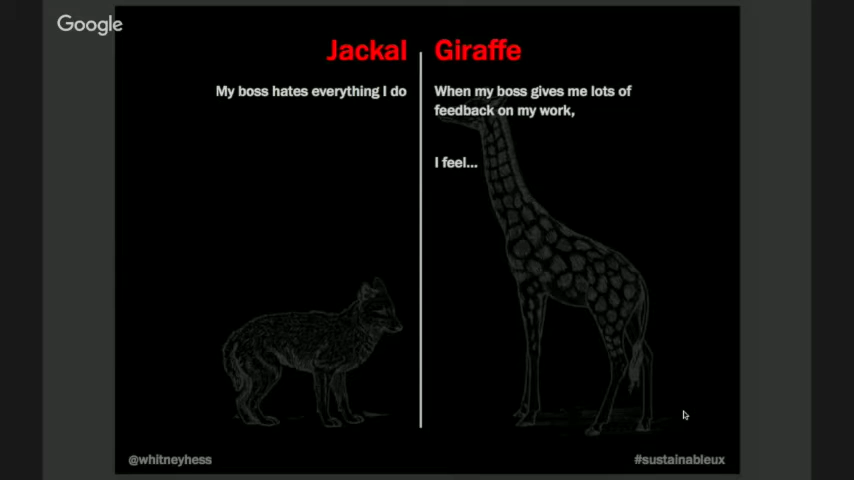 Google
Jackal
Giraffe
My boss hates everything I do
When my boss gives me lots of
feedback on my work,
I feel...
@whitneyhess
#sustainableux